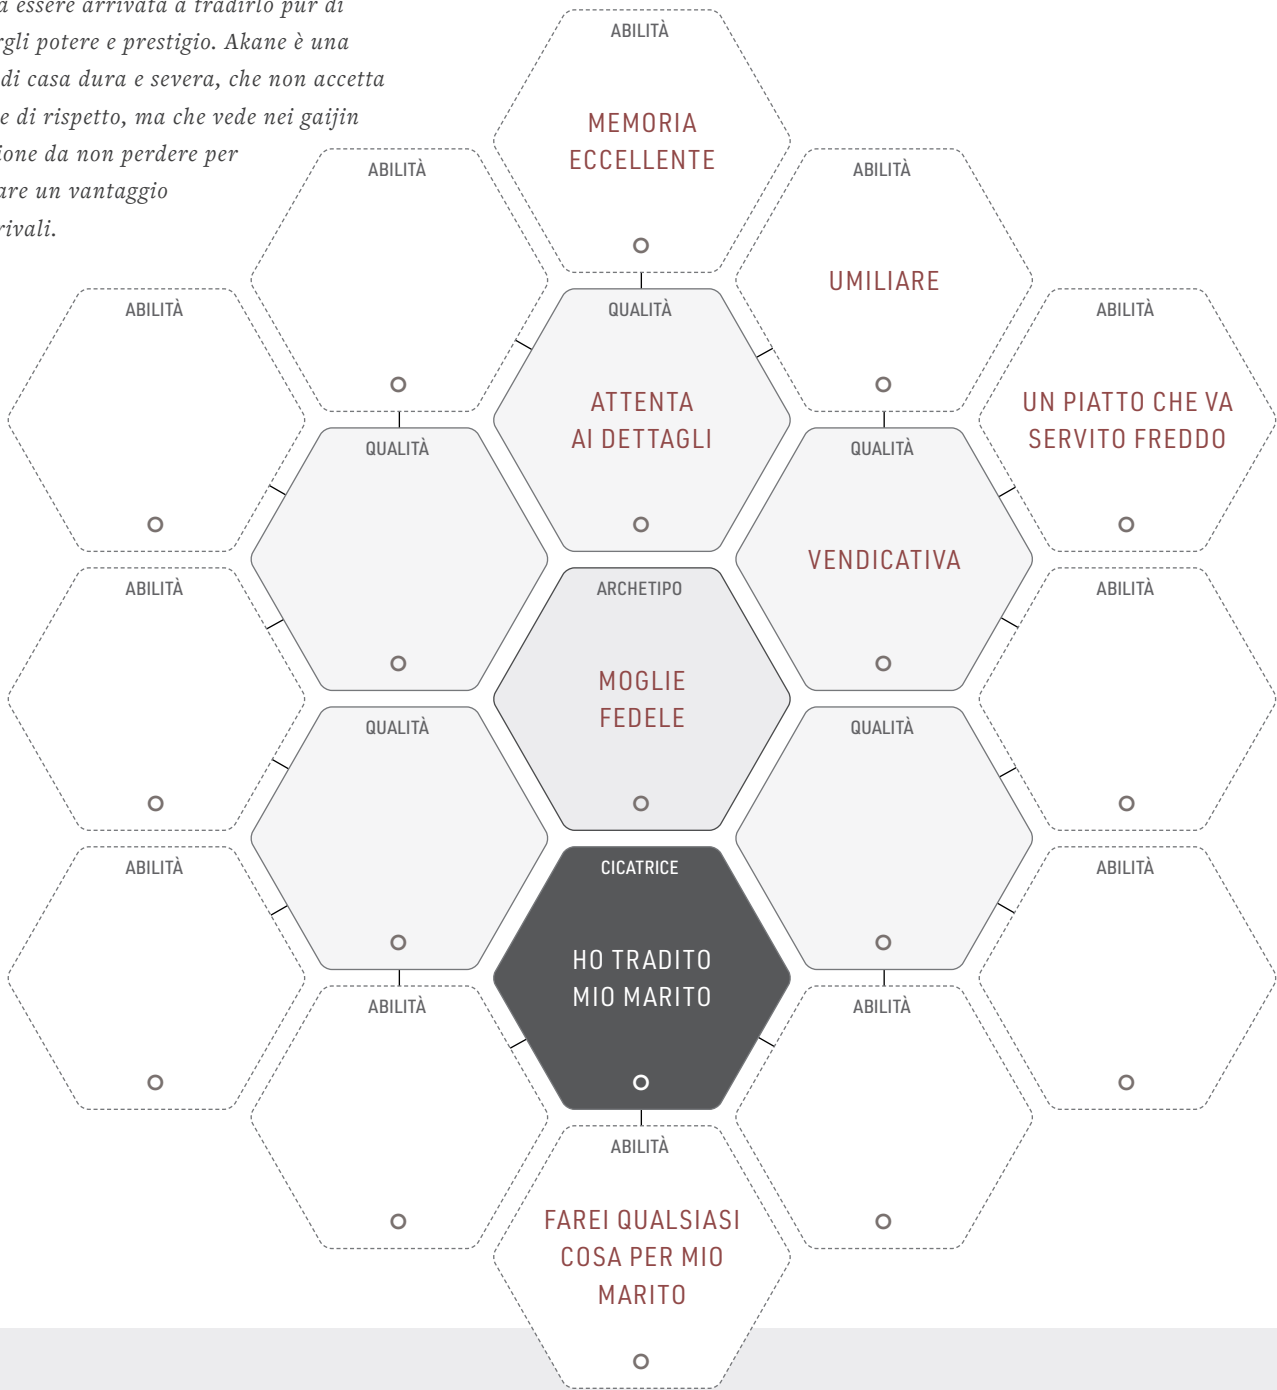 essere arrivata a tradirlo pur di
potere e prestigio. Akane è una
di casa dura e severa, che non accetta
di rispetto, ma che vede nei gaijin
da non perdere per
un vantaggio
rivali.
ABILITÀ
MEMORIA
ECCELLENTE
ABILITÀ
ABILITÀ
UMILIARE
ABILITÀ
QUALITÀ
ATTENTA
AI DETTAGLI
ABILITÀ
UN PIATTO CHE VA
SERVITO FREDDO
QUALITÀ
QUALITÀ
VENDICATIVA
ABILITÀ
ARCHETIPO
MOGLIE
FEDELE
ABILITÀ
QUALITÀ
QUALITÀ
ABILITÀ
CICATRICE
HO TRADITO
MIO MARITO
ABILITÀ
ABILITÀ
ABILITÀ
ABILITÀ
FAREI QUALSIASI
COSA PER MIO
MARITO